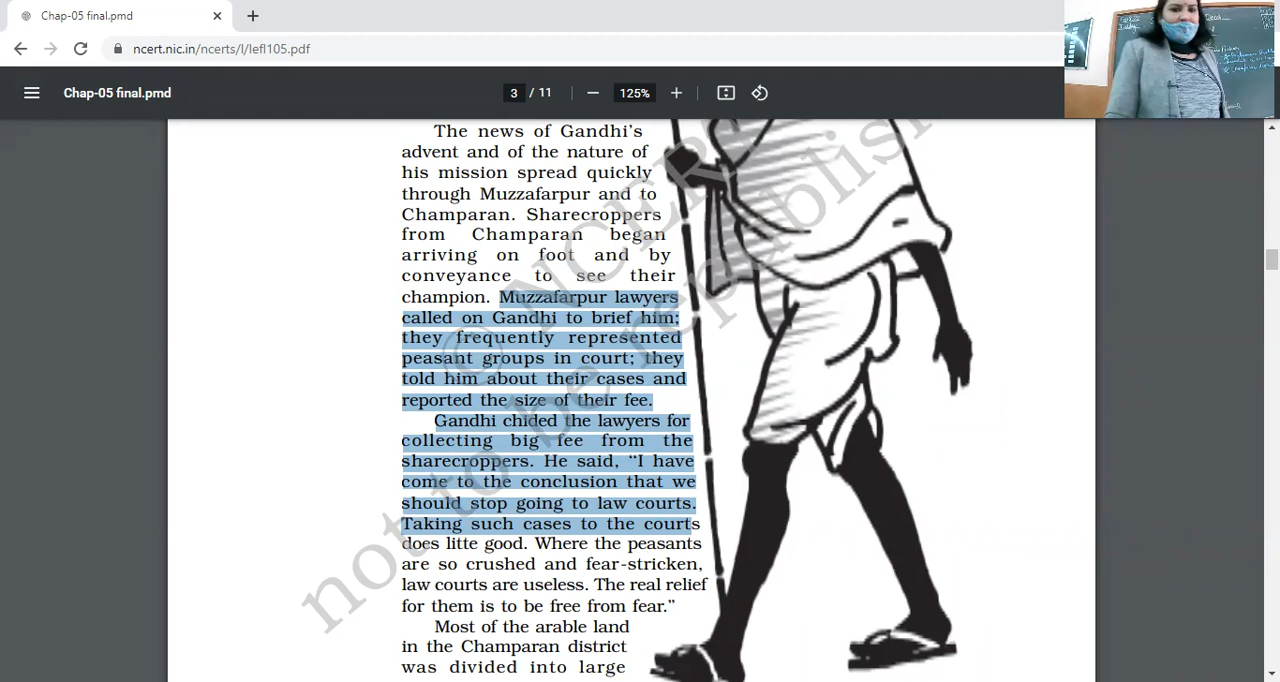 Chap-05 final.pmd
ncert.nic.in/ncerts/l/lefl105.pdf
Chap-05 final.pmd
3 / 11
125%
The news of Gandhi's
advent and of the nature of
his mission spread quickly
through Muzzafarpur and to
Champaran. Sharecroppers
from Champaran began
arriving on foot and by
conveyance to see their
champion. Muzzafarpur lawyers
called on Gandhi to brief him;
they frequently represented
peasant groups in court; they
told him about their cases and
reported the size of their fee.
Gandhi chided the lawyers for
collecting big fee from the
sharecroppers. He said, “I have
come to the conclusion that we
should stop going to law courts.
Taking such cases to the courts
does litte good. Where the peasants
are so crushed and fear-stricken,
law courts are useless. The real relief
for them is to be free from fear.”
Most of the arable land
in the Champaran district
was divided into large
© NCERT
not to be republish